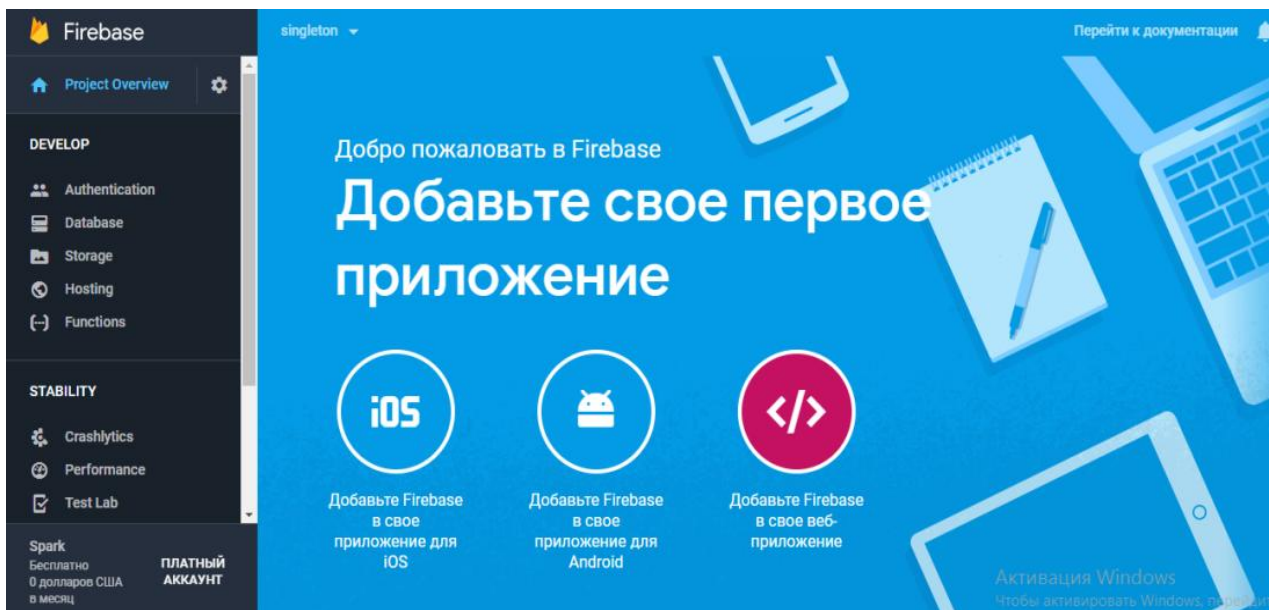 Firebase
singleton
Перейти к документации
Project Overview
DEVELOP
Authentication
Database
Storage
Hosting
Functions
STABILITY
Crashlytics
Performance
Test Lab
Spark
Бесплатно
0 долларов США
в месяц
ПЛАТНЫЙ
АККАУНТ
Добро пожаловать в Firebase
Добавьте свое первое
приложение
iOS
</>
Добавьте Firebase
в свое
приложение для
iOS
Добавьте Firebase
в свое
приложение для
Android
Добавьте Firebase
в свое веб-
приложение
Активация Windows
Чтобы активировать Windows,